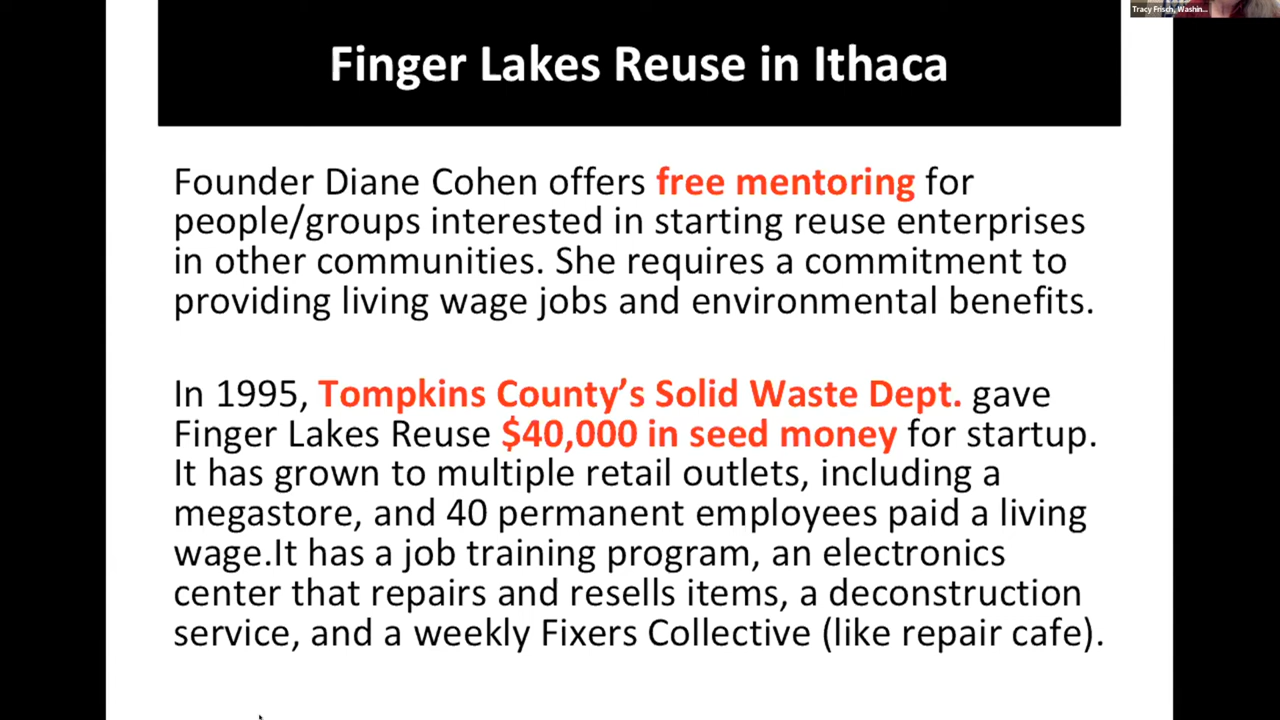 Tracy Frisch, Washin...
Finger Lakes Reuse in Ithaca
Founder Diane Cohen offers free mentoring for
people/groups interested in starting reuse enterprises
in other communities. She requires a commitment to
providing living wage jobs and environmental benefits.
In 1995, Tompkins County’s Solid Waste Dept. gave
Finger Lakes Reuse $40,000 in seed money for startup.
It has grown to multiple retail outlets, including a
megastore, and 40 permanent employees paid a living
wage.It has a job training program, an electronics
center that repairs and resells items, a deconstruction
service, and a weekly Fixers Collective (like repair cafe).